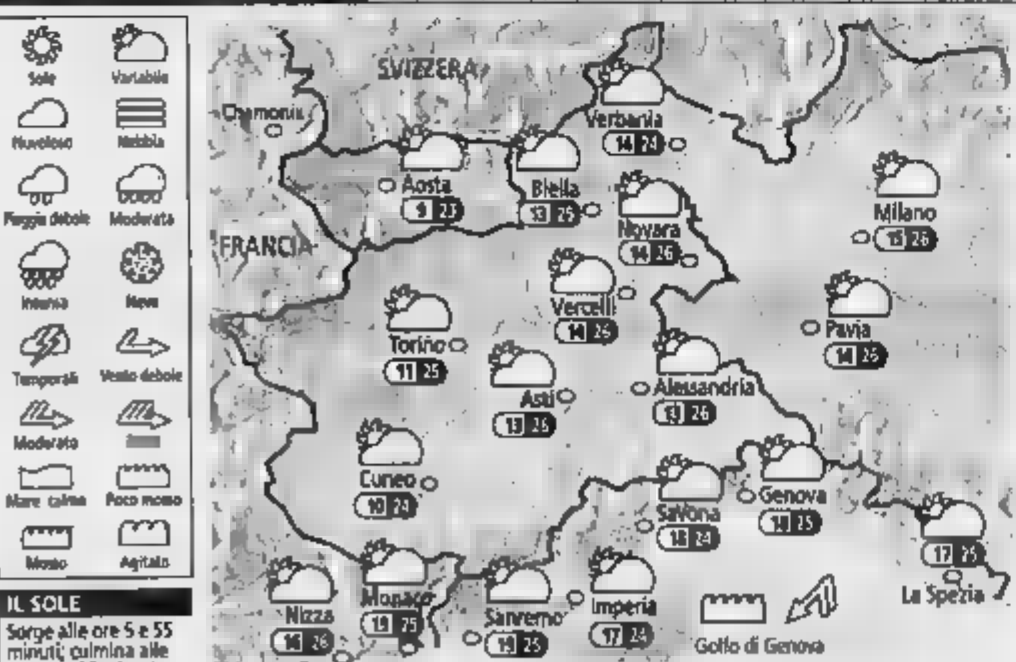 Sole Variabile
Nuvoloso Nebbia
Pioggia debole Moderata
Intensa Neve
Temporali Vento debole
Moderato
Mare calmo Poco mosso
Mosso Agitato
IL SOLE
Sorge alle ore 5 e 55
minuti; culmina alle
SVIZZERA
Chamonix
FRANCIA
Verbania
14 24
Aosta
9 23
Biella
13 25
Novara
14 26
Milano
15 26
Vercelli
14 26
Torino
11 25
Pavia
14 26
Asti
13 26
Alessandria
13 26
Cuneo
10 24
Savona
18 24
Genova
25
17 25
La Spezia
Nizza
16 26
Monaco
19 25
Sanremo
19 25
Imperia
17 24
Golfo di Genova